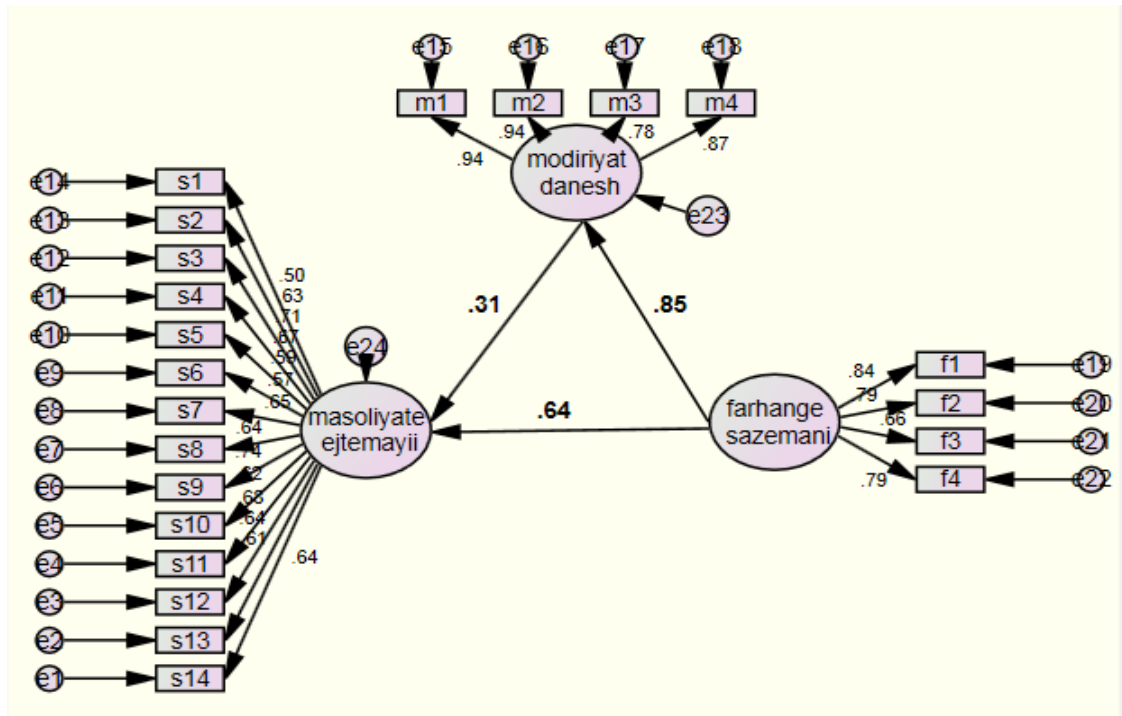 e15 e16 e17 e18
m1 m2 m3 m4
.94 .94 .78 .87
modiriyat
danesh
e23
e14 s1
e13 s2
e12 s3
e11 s4
e10 s5
e9 s6
e8 s7
e7 s8
e6 s9
e5 s10
e4 s11
e3 s12
e2 s13
e1 s14
.50
.63
.71
.67
.59
.57
.65
.64
.74
.62
.68
.64
.61
.64
e24
masoliyate
ejtemayii
.31
.85
.64
farhange
sazemani
.84
.79
.66
.79
f1 e19
f2 e20
f3 e21
f4 e22